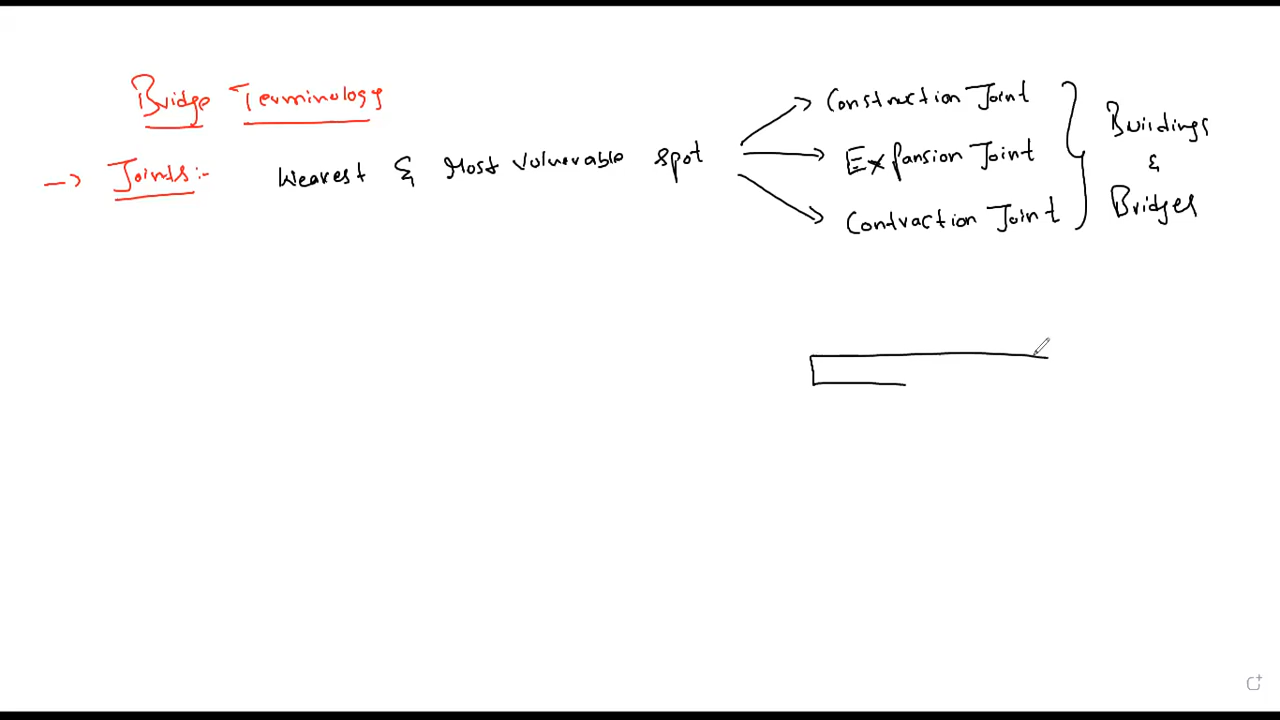 Bridge Terminology
→ Joints:- Weakest & Most Vulnerable spot
Construction Joint
Expansion Joint
Contraction Joint
Buildings
&
Bridges